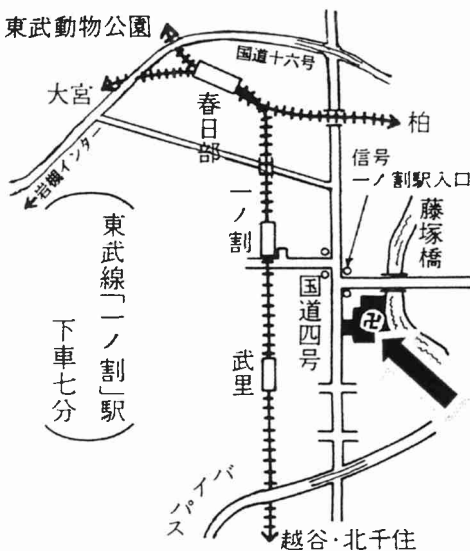 東武動物公園
国道十六号
大宮
春日部
柏
岩槻インター
信号
一ノ割駅入口
一ノ割
藤塚橋
国道四号
卍
武里
東武線「一ノ割」駅
下車七分
バイパス
越谷・北千住